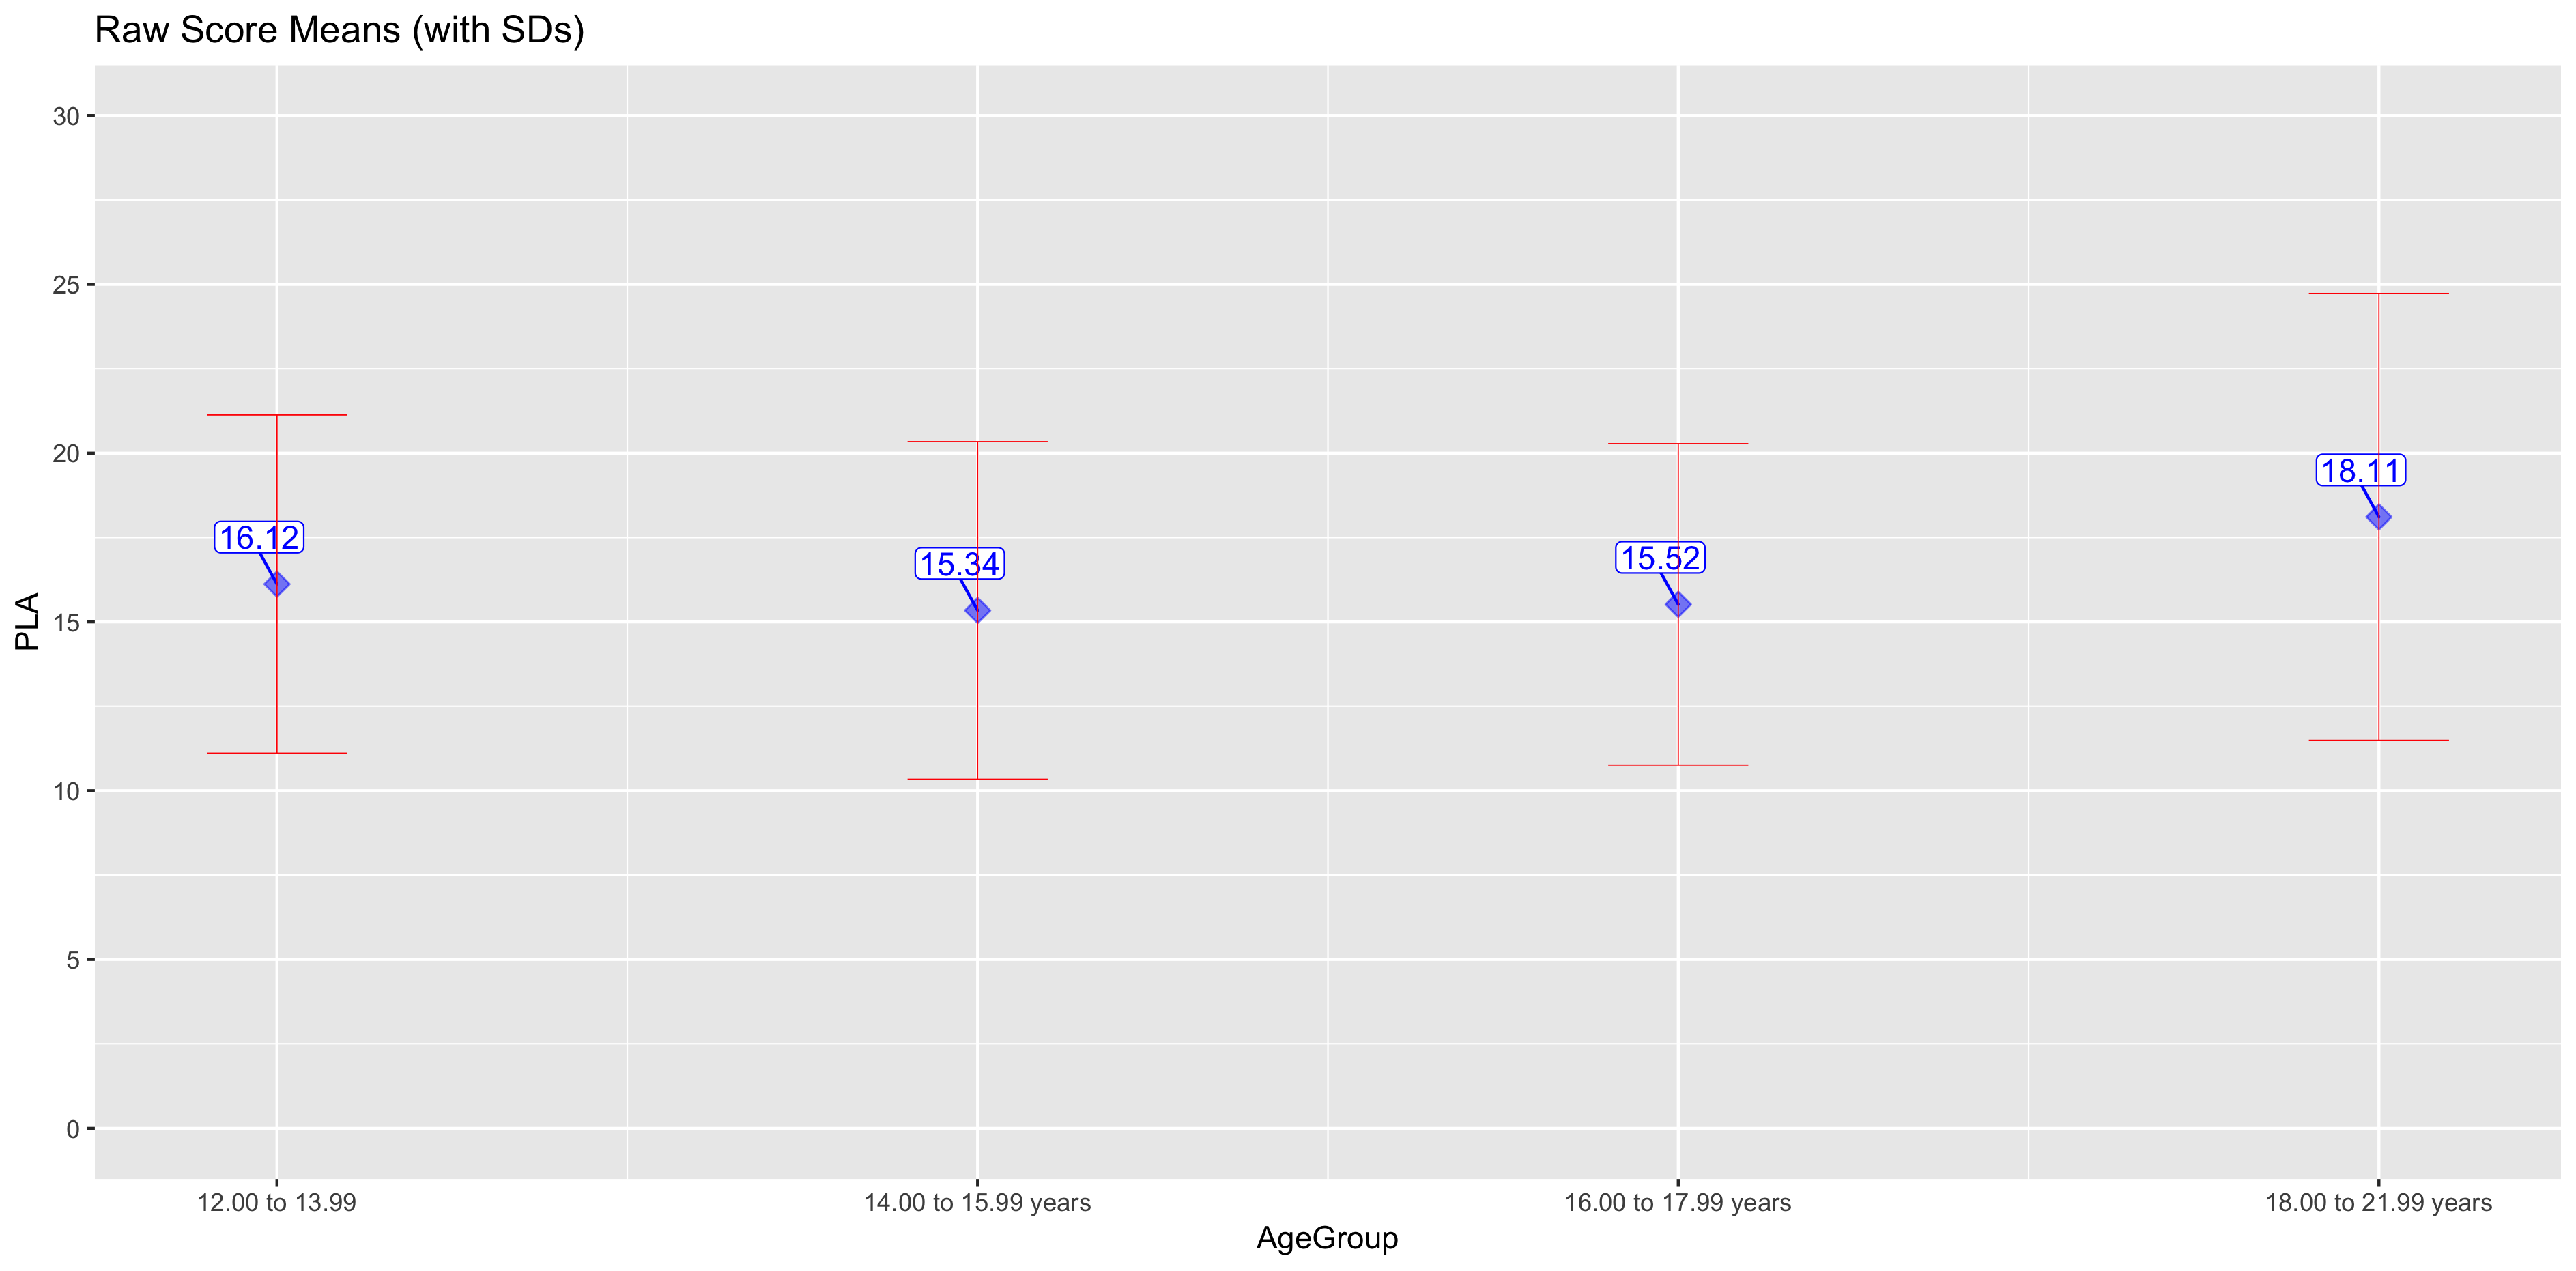 Raw Score Means (with SDs)
30
25
20
15
10
5
0
PLA
16.12
15.34
15.52
18.11
12.00 to 13.99
14.00 to 15.99 years
16.00 to 17.99 years
18.00 to 21.99 years
AgeGroup